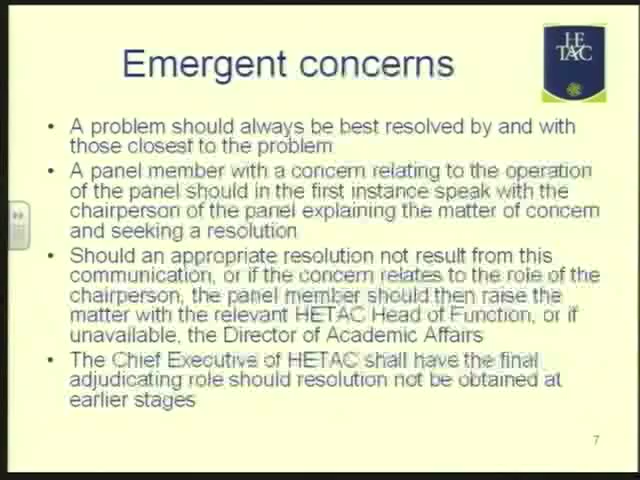 Emergent concerns
HE
TAC
• A problem should always be best resolved by and with
those closest to the problem
• A panel member with a concern relating to the operation
of the panel should in the first instance speak with the
chairperson of the panel explaining the matter of concern
and seeking a resolution
• Should an appropriate resolution not result from this
communication, or if the concern relates to the role of the
chairperson, the panel member should then raise the
matter with the relevant HETAC Head of Function, or if
unavailable, the Director of Academic Affairs
• The Chief Executive of HETAC shall have the final
adjudicating role should resolution not be obtained at
earlier stages
7